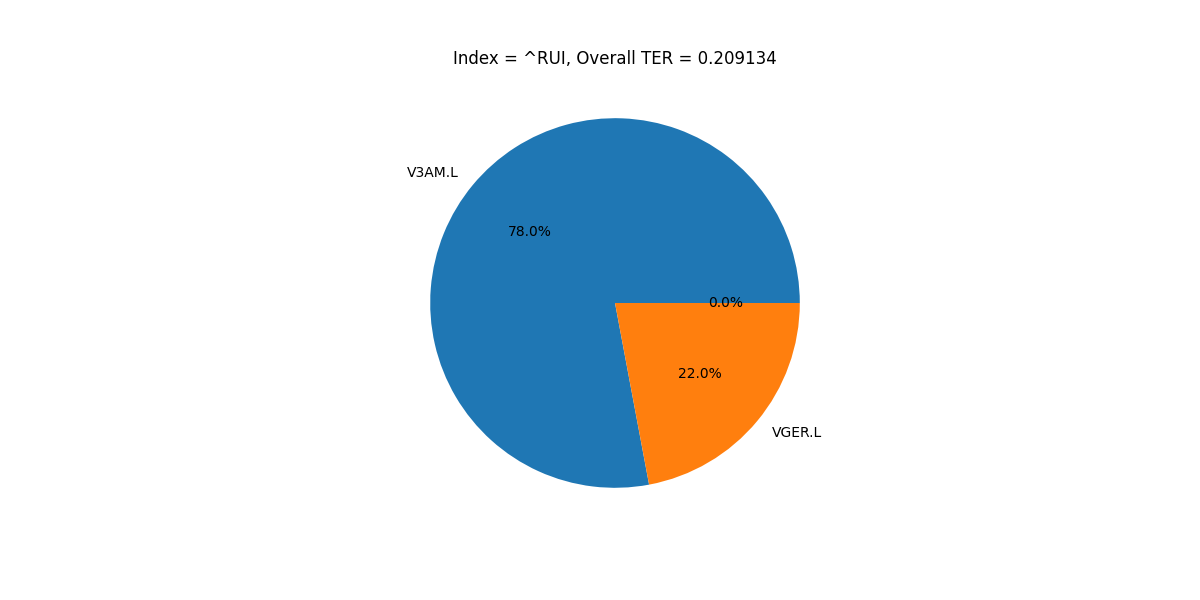 Index = ^RUI, Overall TER = 0.209134
V3AM.L
78.0%
0.0%
22.0%
VGER.L